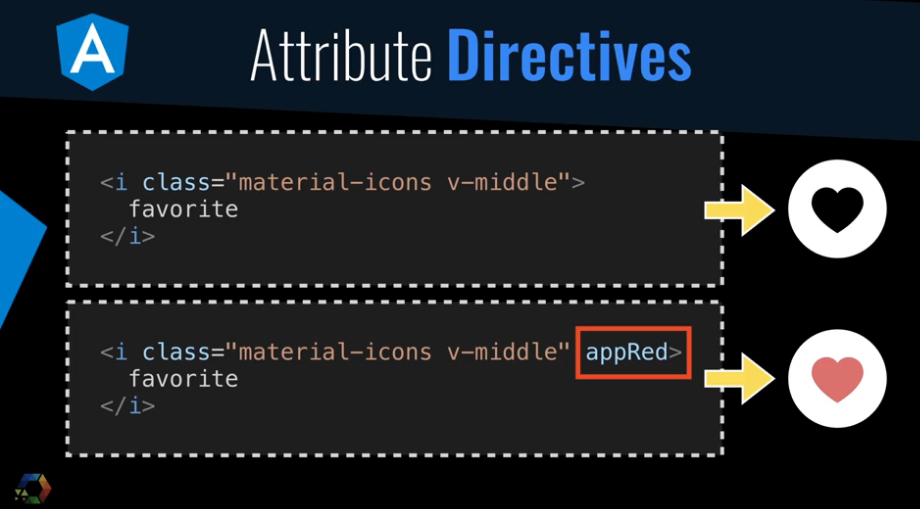 A
Attribute Directives
<i class="material-icons v-middle">
favorite
</i>
<i class="material-icons v-middle" appRed>
favorite
</i>